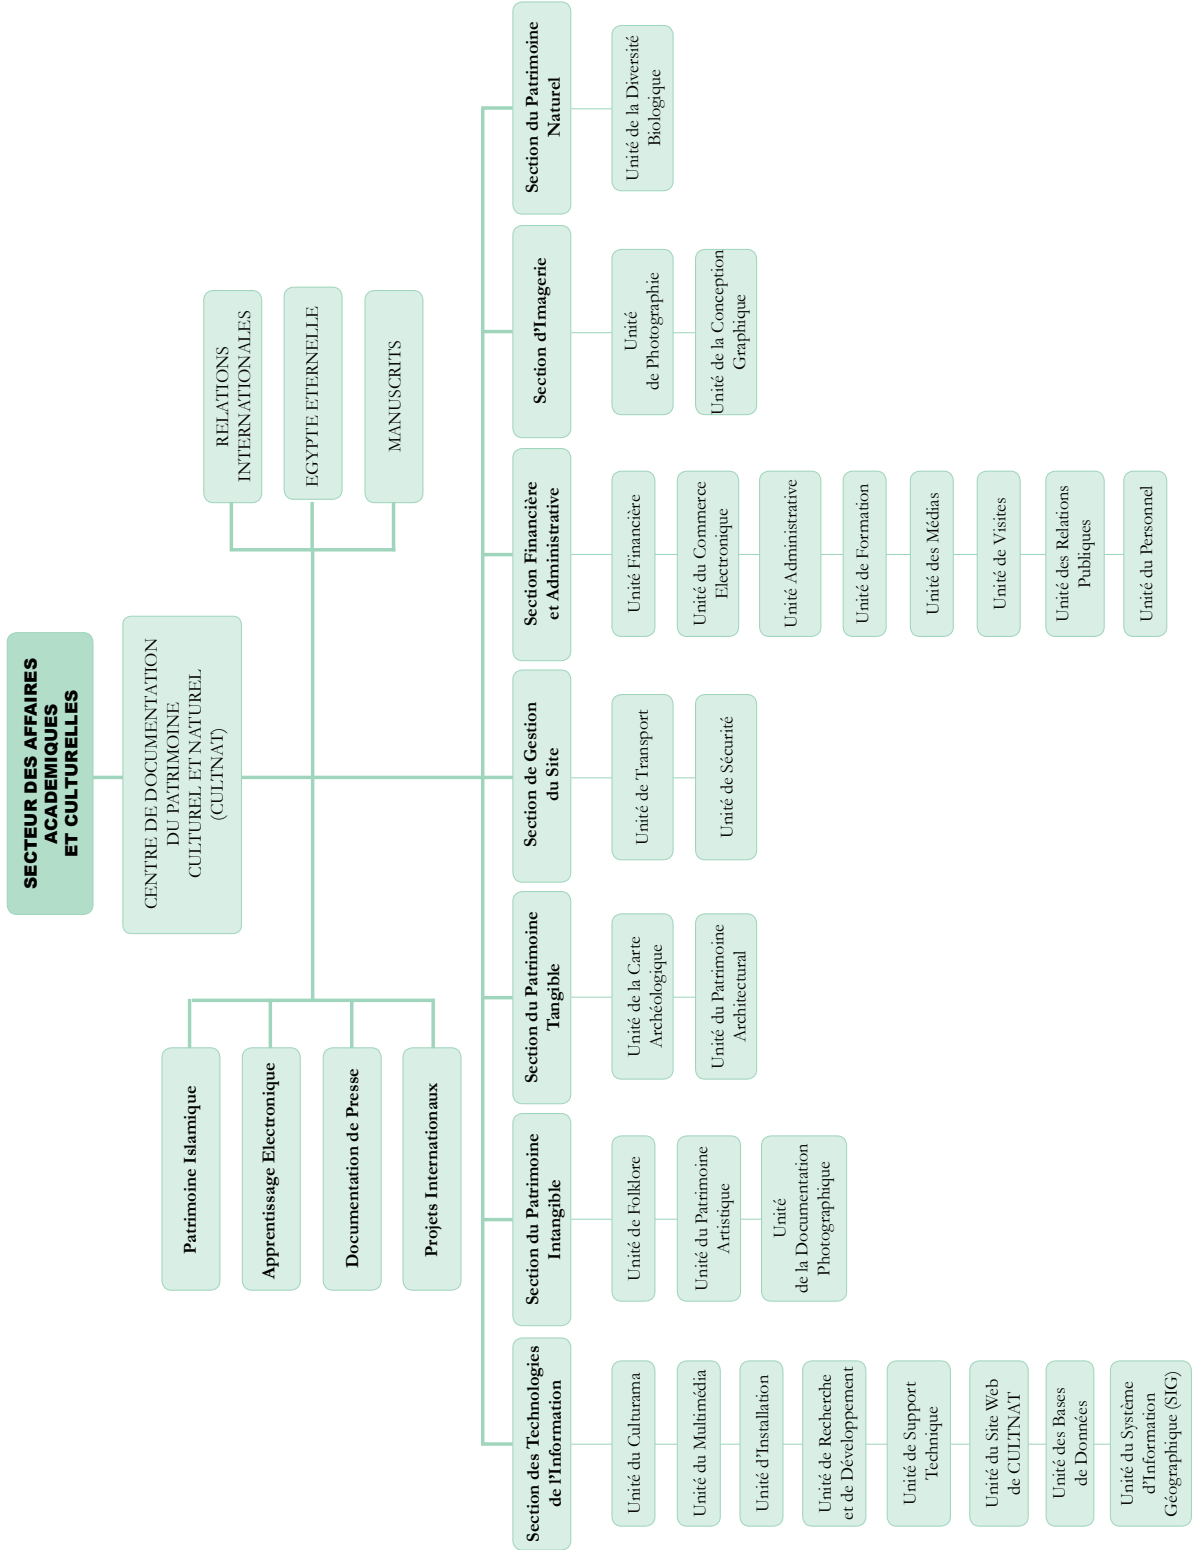 SECTEUR DES AFFAIRES
ACADEMIQUES
ET CULTURELLES
CENTRE DE DOCUMENTATION
DU PATRIMOINE
CULTUREL ET NATUREL
(CULTNAT)
Patrimoine Islamique
Apprentissage Electronique
Documentation de Presse
Projets Internationaux
RELATIONS
INTERNATIONALES
EGYPTE ETERNELLE
MANUSCRITS
Section des Technologies
de l'Information
Unité du Culturama
Unité du Multimédia
Unité d'Installation
Unité de Recherche
et de Développement
Unité de Support
Technique
Unité du Site Web
de CULTNAT
Unité des Bases
de Données
Unité du Système
d'Information
Géographique (SIG)
Section du Patrimoine
Intangible
Unité de Folklore
Unité du Patrimoine
Artistique
Unité
de la Documentation
Photographique
Section du Patrimoine
Tangible
Unité de la Carte
Archéologique
Unité du Patrimoine
Architectural
Section de Gestion
du Site
Unité de Transport
Unité de Sécurité
Section Financière
et Administrative
Unité Financière
Unité du Commerce
Electronique
Unité Administrative
Unité de Formation
Unité des Médias
Unité de Visites
Unité des Relations
Publiques
Unité du Personnel
Section d'Imagerie
Unité
de Photographie
Unité de la Conception
Graphique
Section du Patrimoine
Naturel
Unité de la Diversité
Biologique